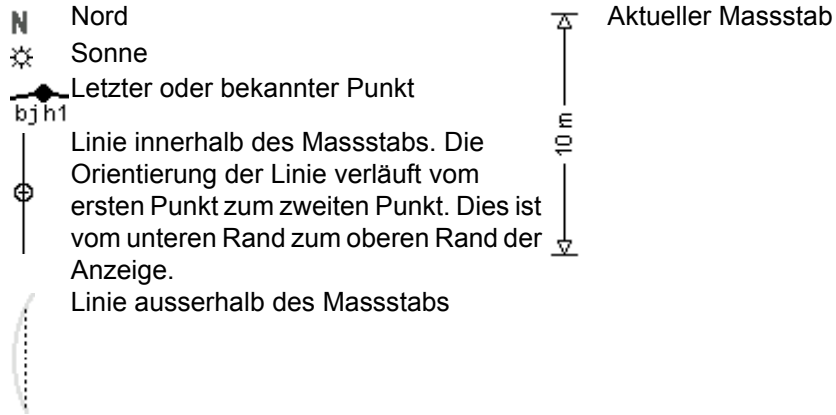 N Nord
Sonne
Letzter oder bekannter Punkt
bjh1
Linie innerhalb des Massstabs. Die
Orientierung der Linie verläuft vom
ersten Punkt zum zweiten Punkt. Dies ist
vom unteren Rand zum oberen Rand der
Anzeige.
Linie ausserhalb des Massstabs
10 m
Aktueller Massstab